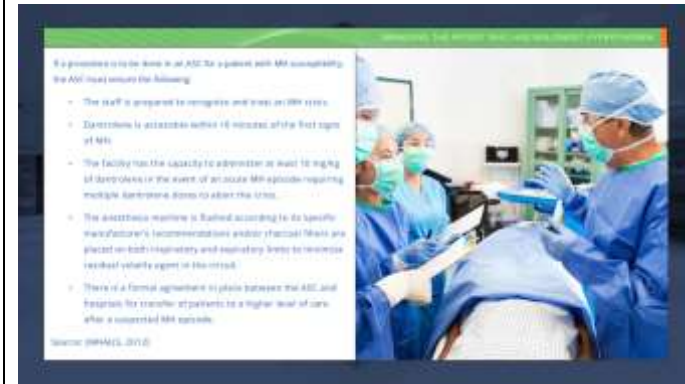 MANAGING THE PATIENT WHO HAS MALIGNANT HYPERTHERMIA
If a procedure is to be done in an ASC for a patient with MH susceptibility,
the ASC must ensure the following:
The staff is prepared to recognize and treat an MH crisis.
Dantrolene is accessible within 10 minutes of the first signs
of MH.
The facility has the capacity to administer at least 10 mg/kg
of dantrolene in the event of an acute MH episode requiring
multiple dantrolene doses to abort the crisis.
The anesthesia machine is flushed according to its specific
manufacturer's recommendations and/or charcoal filters are
placed on both inspiratory and expiratory limbs to minimize
residual volatile agent in the circuit.
There is a formal agreement in place between the ASC and
hospitals for transfer of patients to a higher level of care
after a suspected MH episode.
Source: (MHAUS,